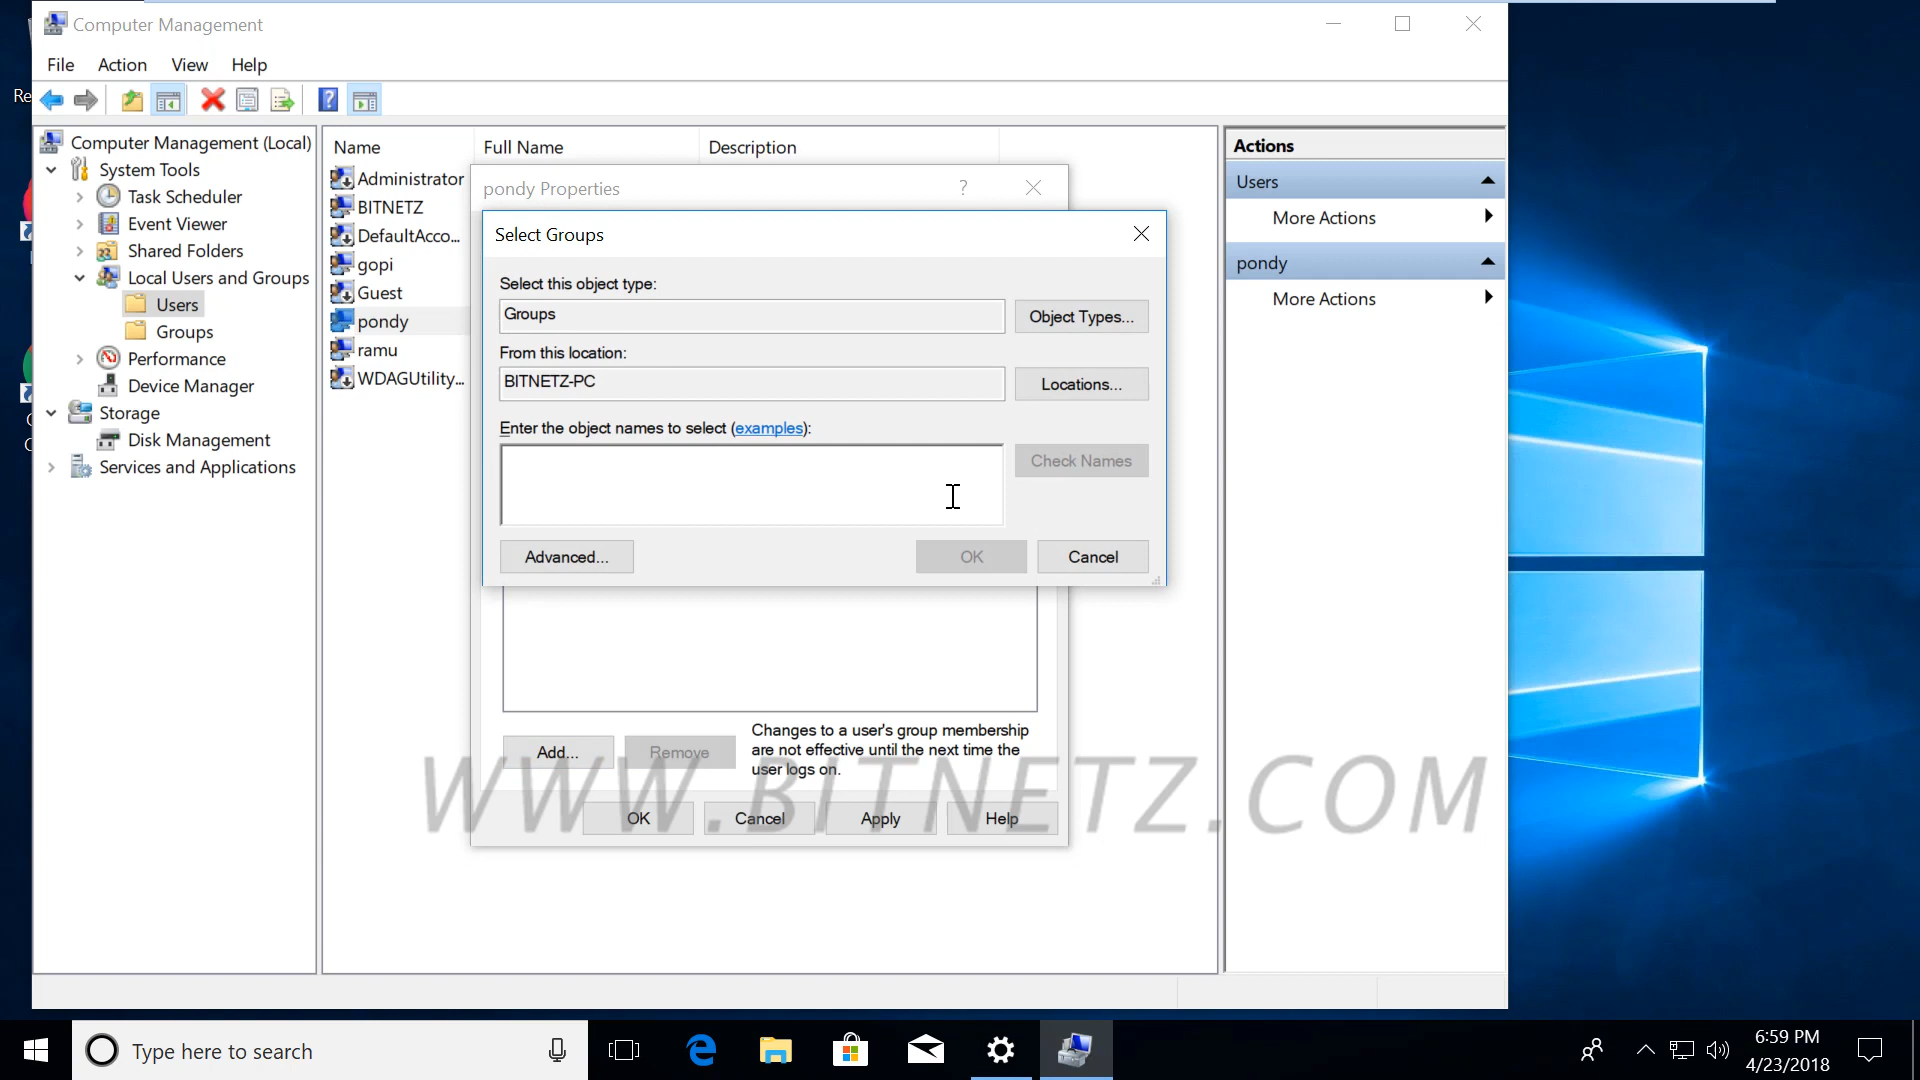 Computer Management
File Action View Help
Re
Computer Management (Local)
System Tools
Task Scheduler
Event Viewer
Shared Folders
Local Users and Groups
Users
Groups
Performance
Device Manager
Storage
Disk Management
Services and Applications
Name Full Name Description
Administrator
BITNETZ
DefaultAcco...
gopi
Guest
pondy
ramu
WDAGUtility...
pondy Properties
?
Select Groups
Select this object type:
Groups
Object Types...
From this location:
BITNETZ-PC
Locations...
Enter the object names to select (examples):
Check Names
Advanced...
OK
Cancel
Add...
Remove
Changes to a user's group membership
are not effective until the next time the
user logs on.
OK
Cancel
Apply
Help
WWW.BITNETZ.COM
Actions
Users
More Actions
pondy
More Actions
Type here to search
6:59 PM
4/23/2018